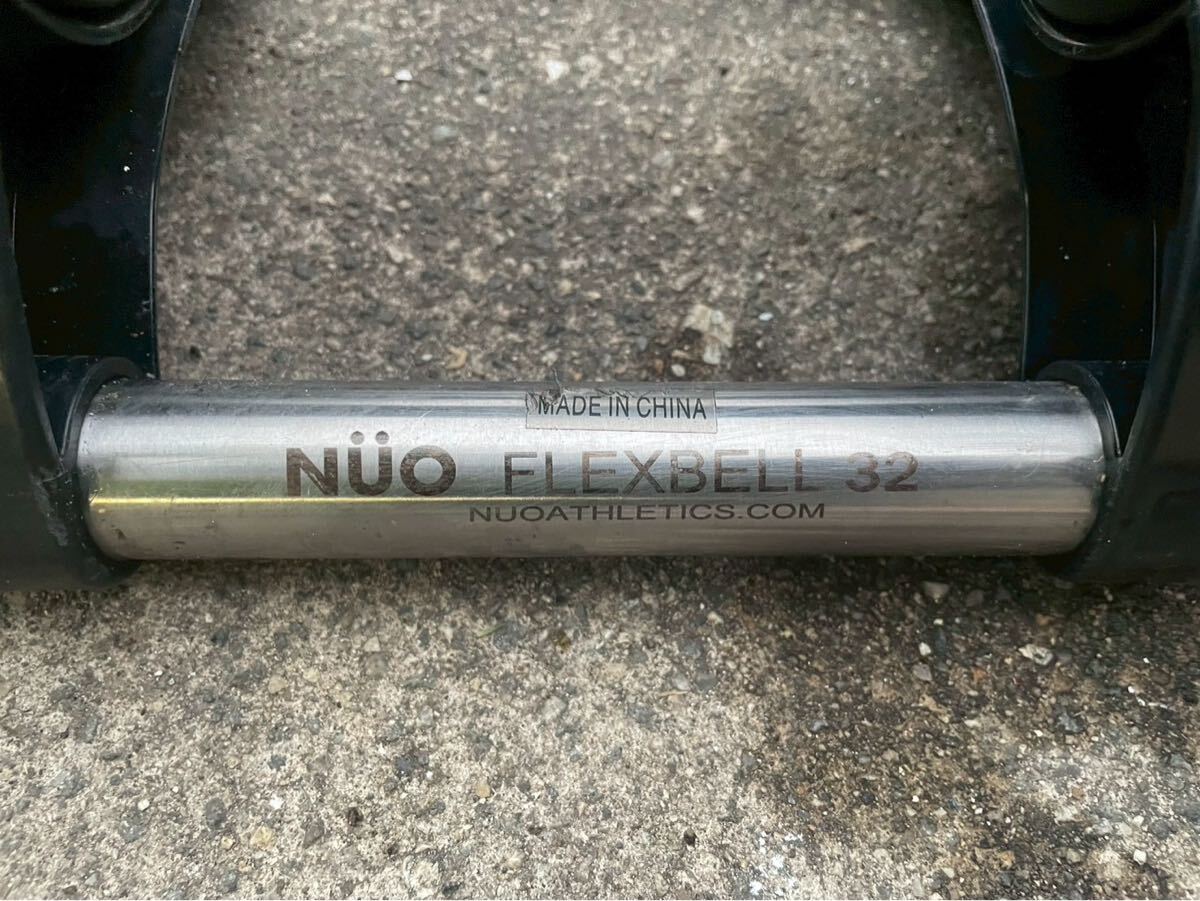 MADE IN CHINA
NÜO FLEXBELL 32
NUOATHLETICS.COM